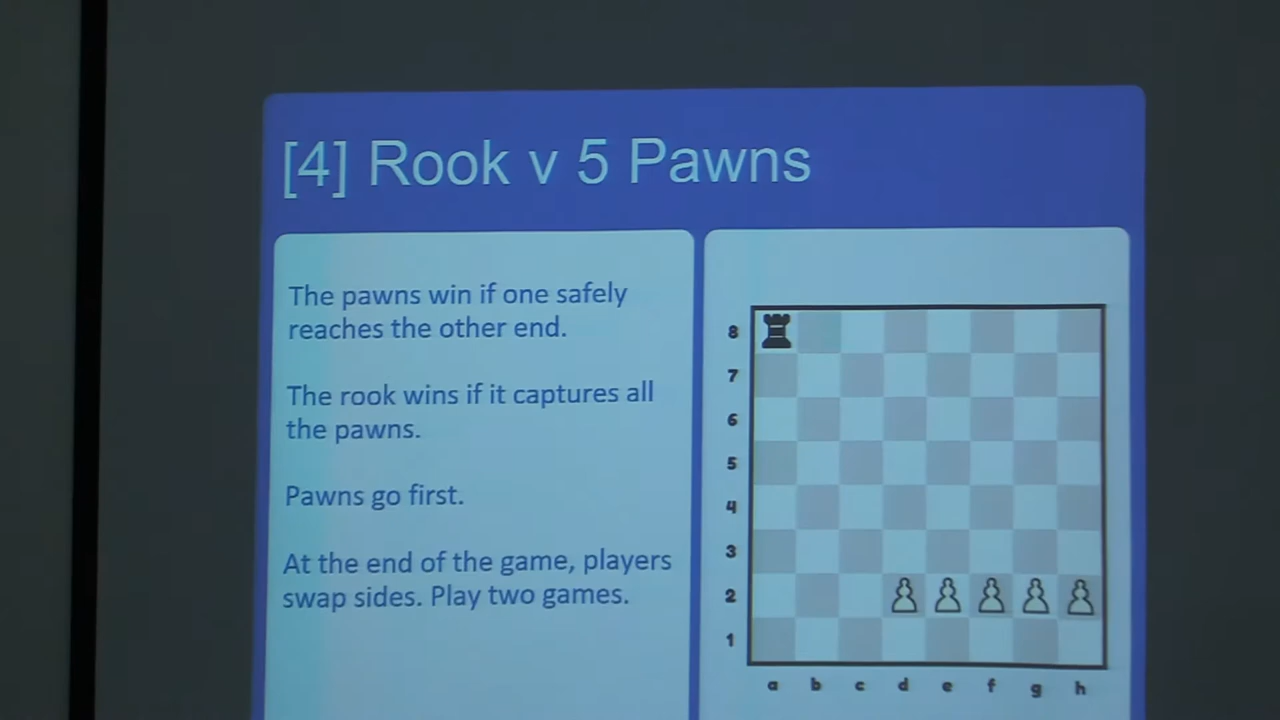 [4] Rook v 5 Pawns
The pawns win if one safely
reaches the other end.
The rook wins if it captures all
the pawns.
Pawns go first.
At the end of the game, players
swap sides. Play two games.
8
7
6
5
4
3
2
1
a b c d e f g h